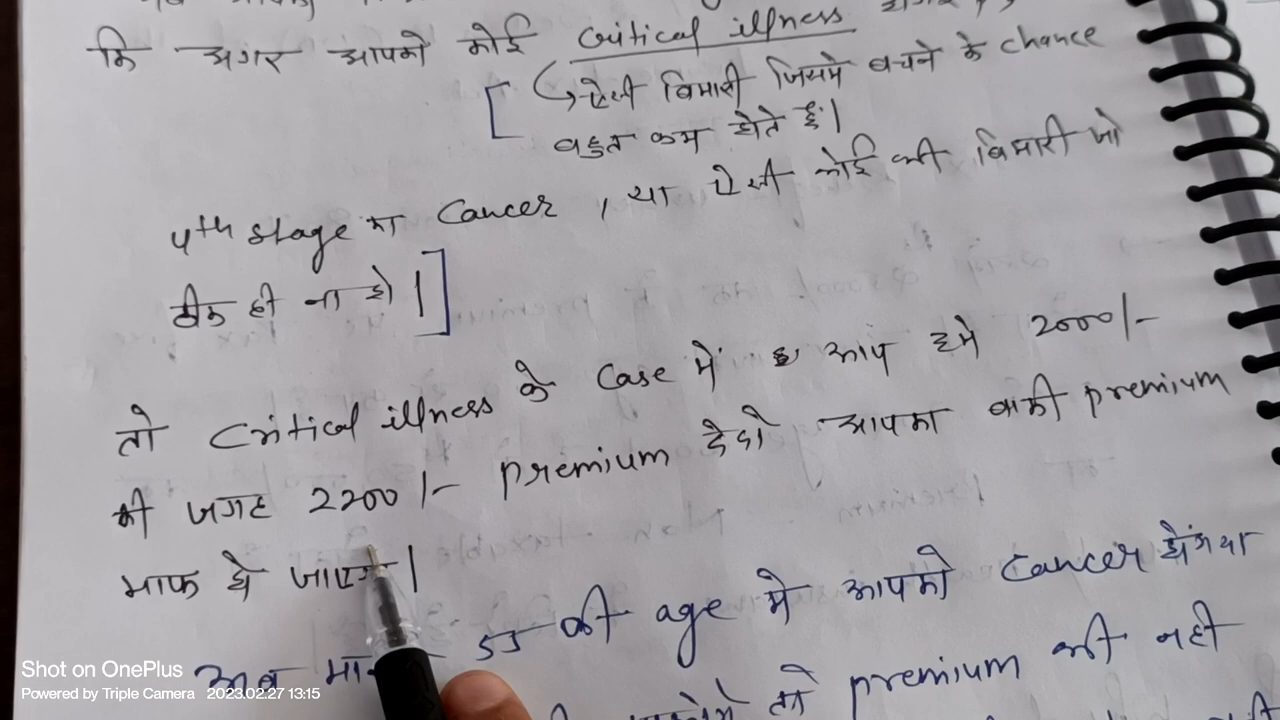 कि अगर आपको कोई critical illness
ऐसी बिमारी जिसमे बचने के chance
बहुत कम होते हैं।
4th stage का Cancer, या ऐसी कोई भी बिमारी जो
ठीक ही ना हो।
तो Critical illness के Case में आप हमे 2000/-
की जगह 2200/- premium देदो आपका बाकी premium
माफ हो जाएगा।
अब 55 की age मे आपको Cancer हो गया
तो premium भी नही
Shot on OnePlus
Powered by Triple Camera 2023.02.27 13:15